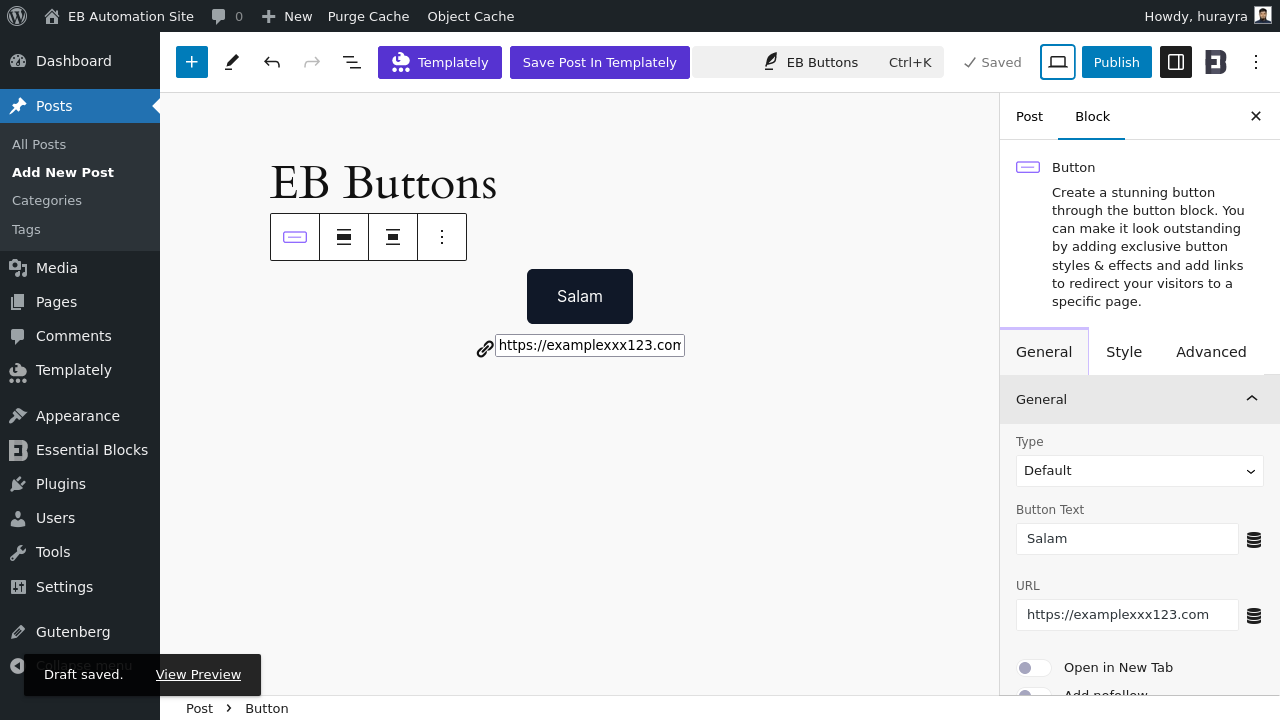 EB Automation Site
0
New
Purge Cache
Object Cache
Howdy, hurayra
Dashboard
Posts
All Posts
Add New Post
Categories
Tags
Media
Pages
Comments
Templately
Appearance
Essential Blocks
Plugins
Users
Tools
Settings
Gutenberg
Collapse menu
Draft saved.
View Preview
Templately
Save Post In Templately
EB Buttons
Ctrl+K
Saved
Publish
EB Buttons
Salam
https://examplexxx123.com
Post
Block
Button
Create a stunning button
through the button block. You
can make it look outstanding
by adding exclusive button
styles & effects and add links
to redirect your visitors to a
specific page.
General
Style
Advanced
General
Type
Default
Button Text
Salam
URL
https://examplexxx123.com
Open in New Tab
Add nofollow
Post
Button